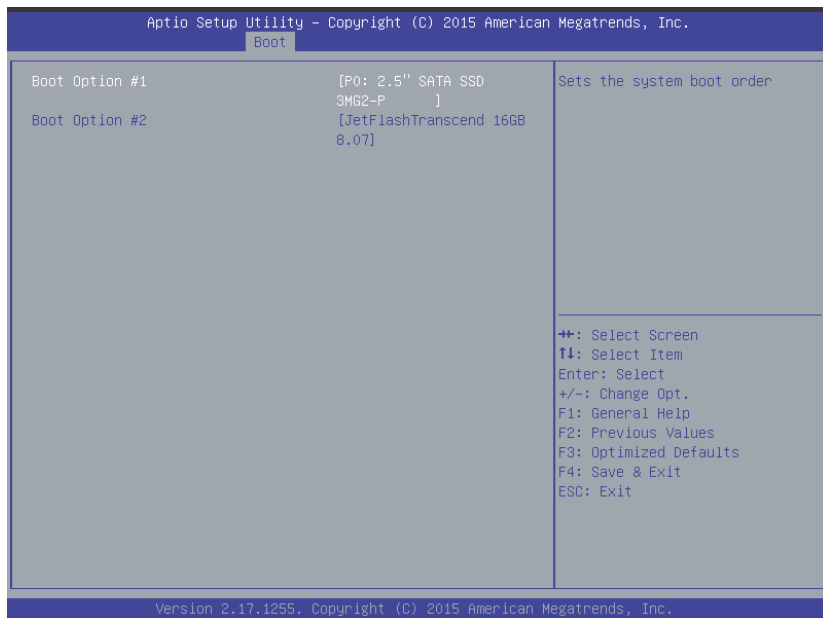 Aptio Setup Utility – Copyright (C) 2015 American Megatrends, Inc.
Boot
Boot Option #1 [P0: 2.5" SATA SSD
3MG2-P ]
Boot Option #2 [JetFlashTranscend 16GB
8.07]
Sets the system boot order
→←: Select Screen
↑↓: Select Item
Enter: Select
+/-: Change Opt.
F1: General Help
F2: Previous Values
F3: Optimized Defaults
F4: Save & Exit
ESC: Exit
Version 2.17.1255. Copyright (C) 2015 American Megatrends, Inc.